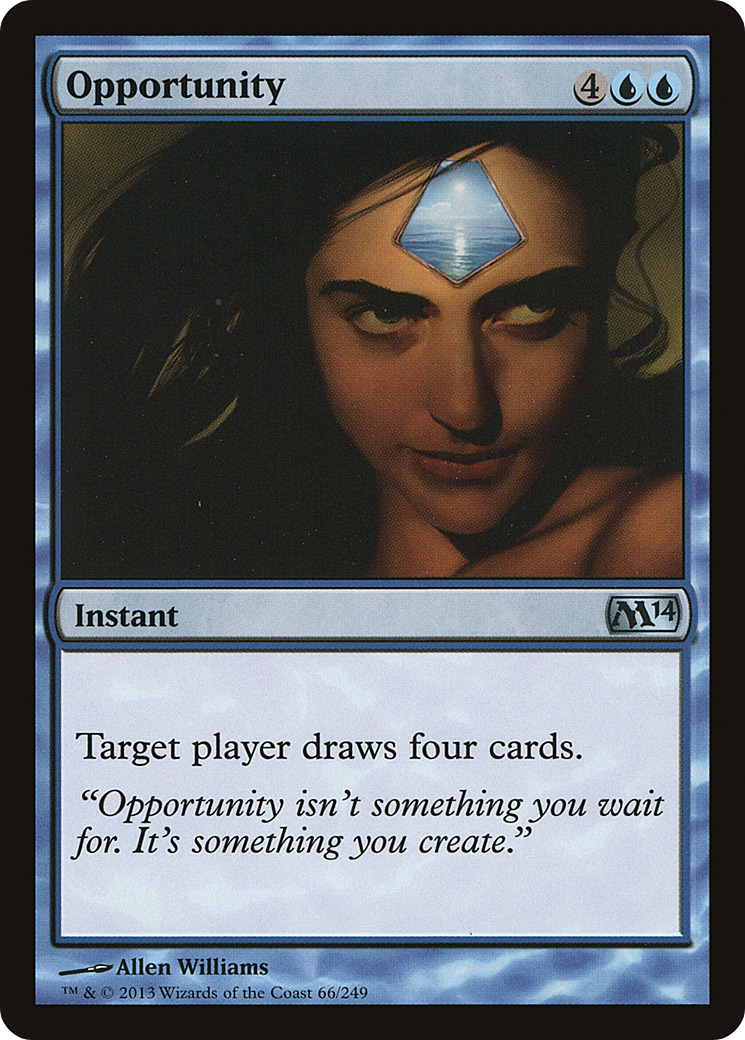 Opportunity 4
Instant M14
Target player draws four cards.
“Opportunity isn’t something you wait
for. It’s something you create.”
Allen Williams
™ & © 2013 Wizards of the Coast 66/249